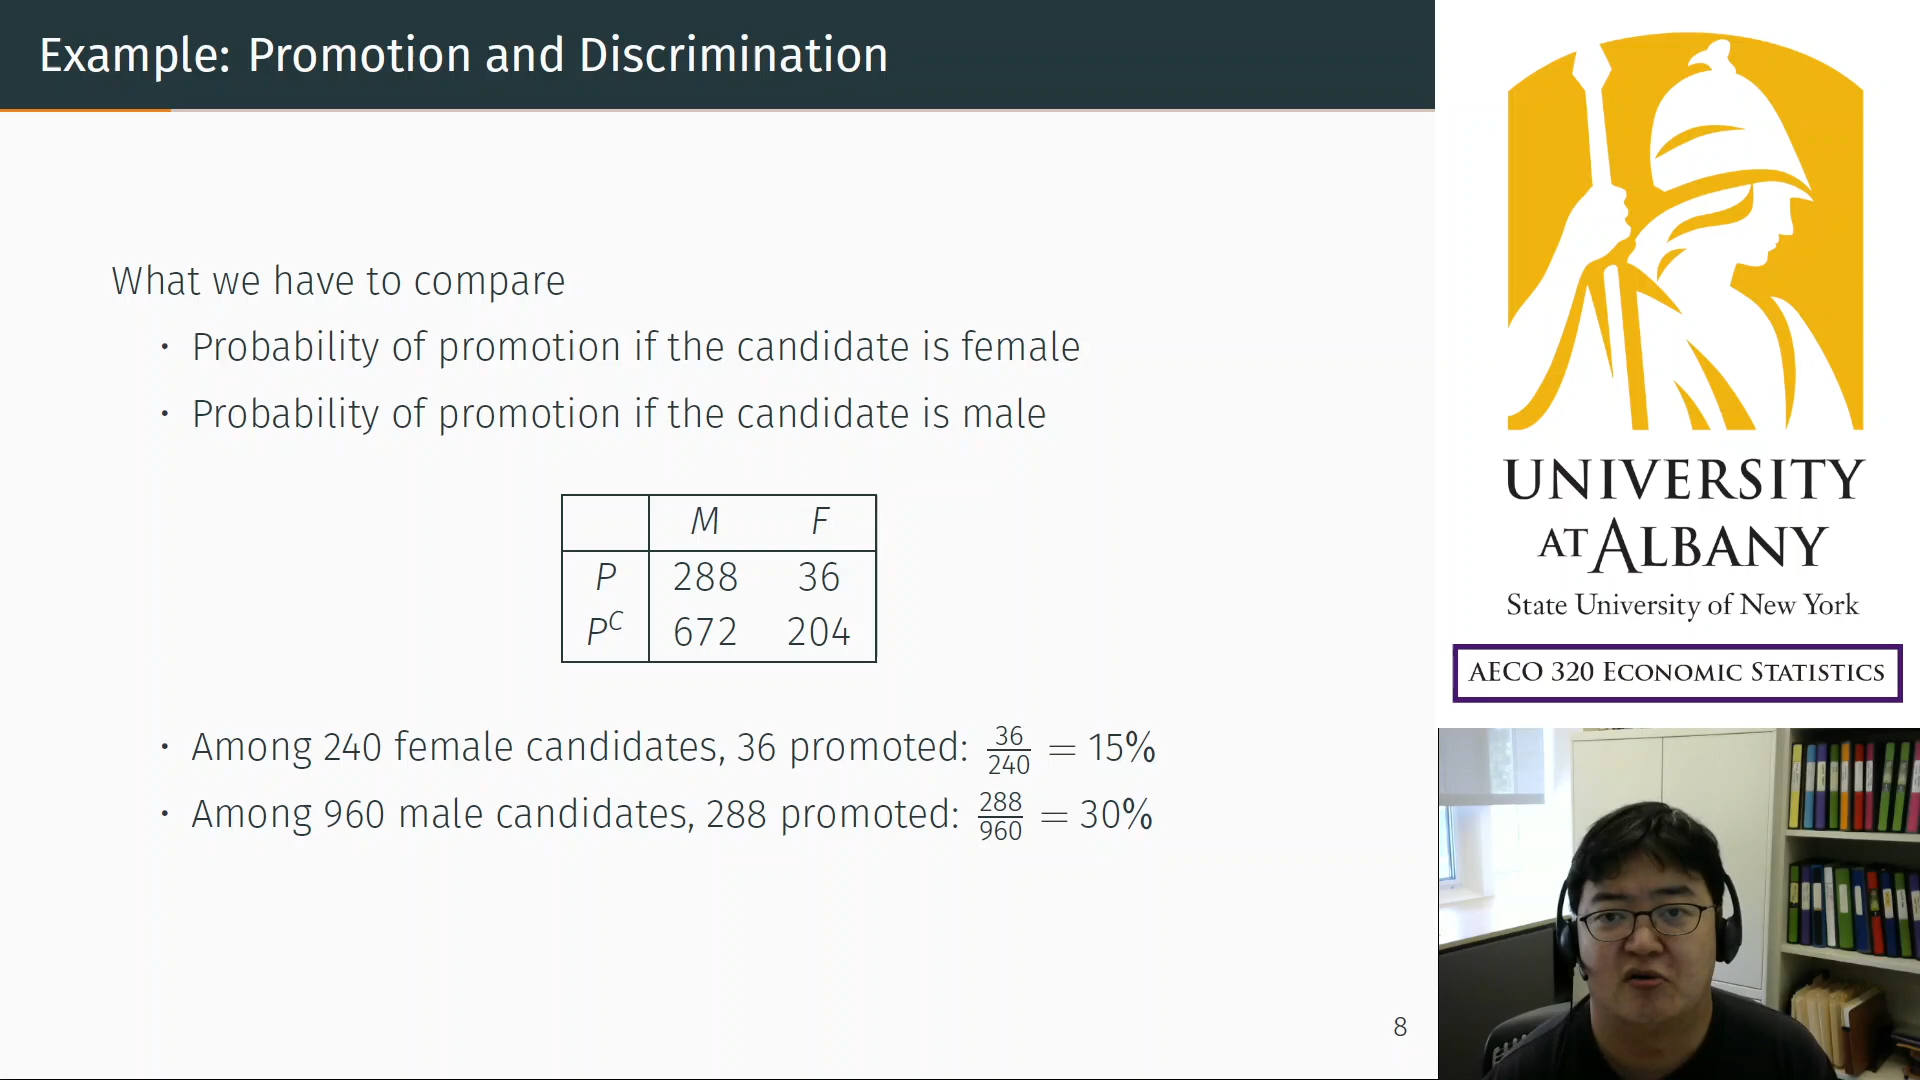 Example: Promotion and Discrimination
What we have to compare
· Probability of promotion if the candidate is female
· Probability of promotion if the candidate is male
M F
P 288 36
Pᶜ 672 204
· Among 240 female candidates, 36 promoted: 36/240 = 15%
· Among 960 male candidates, 288 promoted: 288/960 = 30%
8
UNIVERSITY
AT ALBANY
State University of New York
AECO 320 ECONOMIC STATISTICS